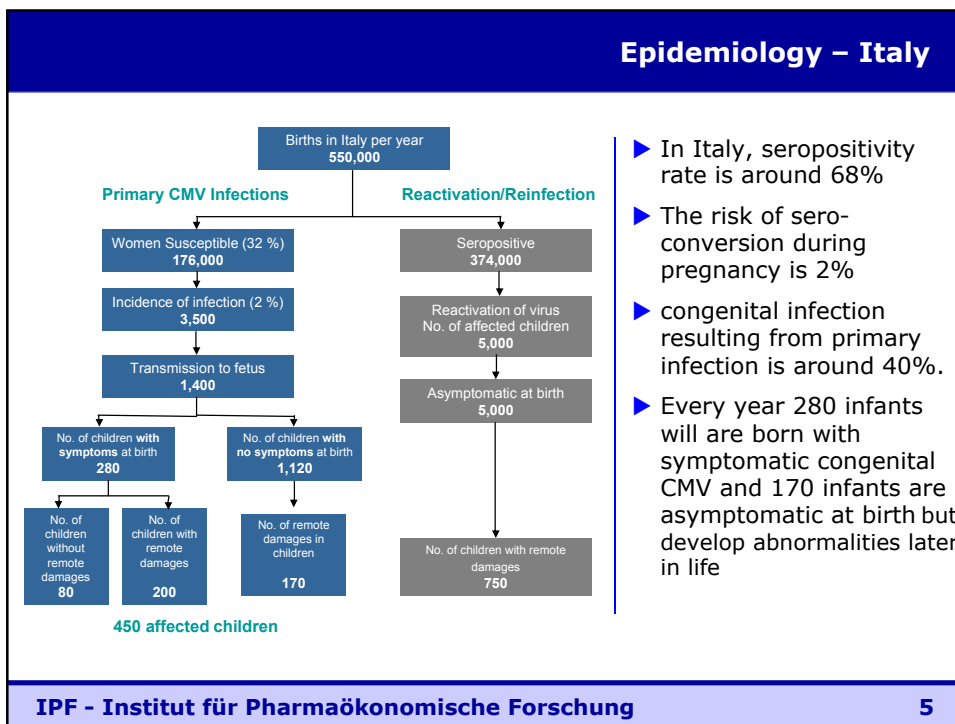 Epidemiology – Italy
Births in Italy per year
550,000
Primary CMV Infections
Reactivation/Reinfection
Women Susceptible (32 %)
176,000
Seropositive
374,000
Incidence of infection (2 %)
3,500
Reactivation of virus
No. of affected children
5,000
Transmission to fetus
1,400
Asymptomatic at birth
5,000
No. of children with
symptoms at birth
280
No. of children with
no symptoms at birth
1,120
No. of
children
without
remote
damages
80
No. of
children with
remote
damages
200
No. of remote
damages in
children
170
No. of children with remote
damages
750
450 affected children
In Italy, seropositivity
rate is around 68%
The risk of sero-
conversion during
pregnancy is 2%
congenital infection
resulting from primary
infection is around 40%.
Every year 280 infants
will are born with
symptomatic congenital
CMV and 170 infants are
asymptomatic at birth but
develop abnormalities later
in life
IPF - Institut für Pharmaökonomische Forschung
5